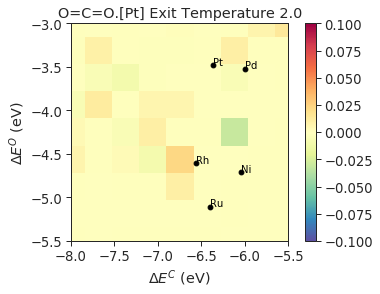 O=C=O.[Pt] Exit Temperature 2.0
−3.0
−3.5
−4.0
−4.5
−5.0
−5.5
ΔE^O (eV)
Pt
Pd
Rh
Ni
Ru
−8.0 −7.5 −7.0 −6.5 −6.0 −5.5
ΔE^C (eV)
0.100
0.075
0.050
0.025
0.000
−0.025
−0.050
−0.075
−0.100